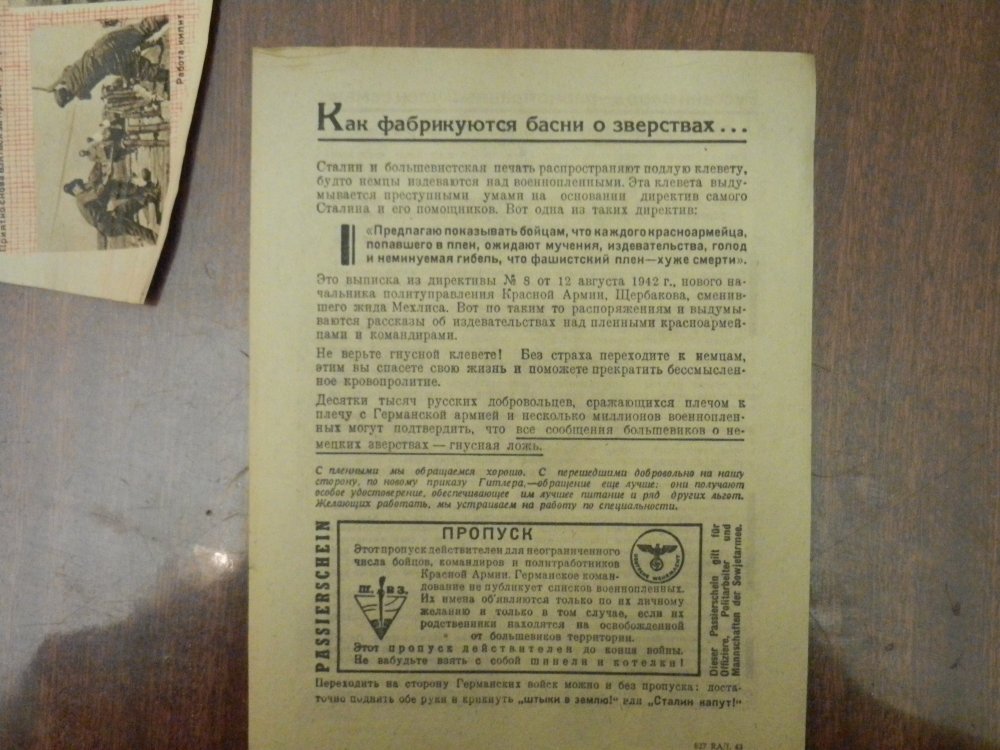 Работа кипит
Приятно снова
Как фабрикуются басни о зверствах...
Сталин и большевистская печать распространяют подлую клевету,
будто немцы издеваются над военнопленными. Эта клевета выду-
мывается преступными умами на основании директив самого
Сталина и его помощников. Вот одна из таких директив:
«Предлагаю показывать бойцам, что каждого красноармейца,
попавшего в плен, ожидают мучения, издевательства, голод
и неминуемая гибель, что фашистский плен—хуже смерти».
Это выписка из директивы № 8 от 12 августа 1942 г., нового на-
чальника политуправления Красной Армии, Щербакова, сменив-
шего жида Мехлиса. Вот по таким то распоряжениям и выдумы-
ваются рассказы об издевательствах над пленными красноармей-
цами и командирами.
Не верьте гнусной клевете! Без страха переходите к немцам,
этим вы спасете свою жизнь и поможете прекратить бессмыслен-
ное кровопролитие.
Десятки тысяч русских добровольцев, сражающихся плечом к
плечу с Германской армией и несколько миллионов военноплен-
ных могут подтвердить, что все сообщения большевиков о не-
мецких зверствах — гнусная ложь.
С пленными мы обращаемся хорошо. С перешедшими добровольно на нашу
сторону, по новому приказу Гитлера,—обращение еще лучше: они получают
особое удостоверение, обеспечивающее им лучшее питание и ряд других льгот.
Желающих работать, мы устраиваем на работу по специальности.
PASSIERSCHEIN
ПРОПУСК
Этот пропуск действителен для неограниченного
числа бойцов, командиров и политработников
Красной Армии. Германское коман-
дование не публикует списков военнопленных.
Их имена об'являются только по их личному
желанию и только в том случае, если их
родственники находятся на освобожденной
от большевиков территории.
Этот пропуск действителен до конца войны.
Не забудьте взять с собой шинели и котелки!
Ш. В З.
DEUTSCHE WEHRMACHT
Dieser Passierschein gilt für
Offiziere, Politarbeiter und
Mannschaften der Sowjetarmee.
Переходить на сторону Германских войск можно и без пропуска: доста-
точно поднять обе руки и крикнуть „штыки в землю!" или „Сталин капут!"